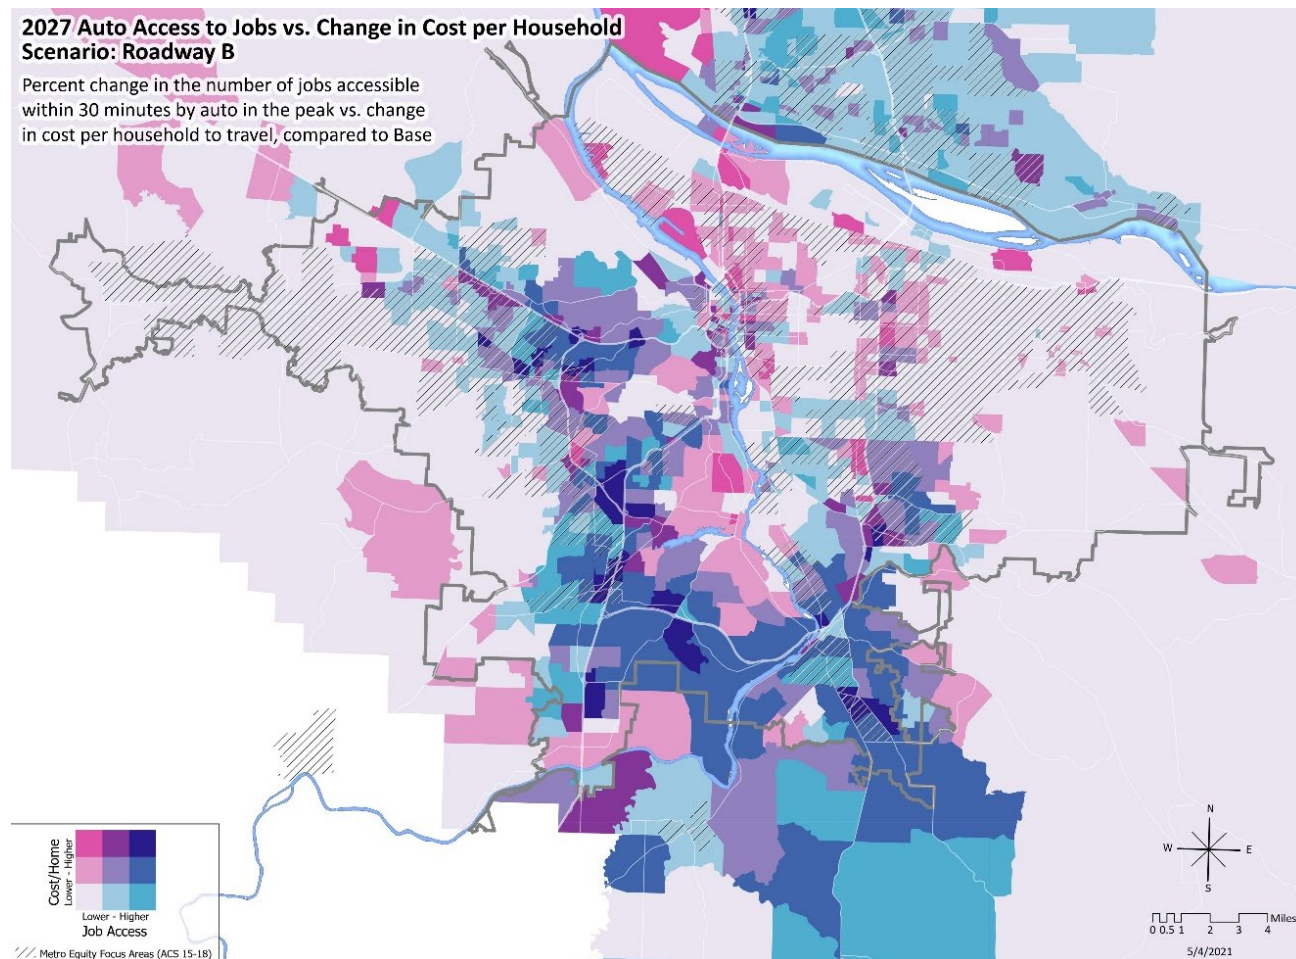 2027 Auto Access to Jobs vs. Change in Cost per Household
Scenario: Roadway B
Percent change in the number of jobs accessible
within 30 minutes by auto in the peak vs. change
in cost per household to travel, compared to Base
Cost/Home
Lower - Higher
Lower - Higher
Job Access
Metro Equity Focus Areas (ACS 15-18)
N
W
E
S
Miles
0 0.5 1 2 3 4
5/4/2021